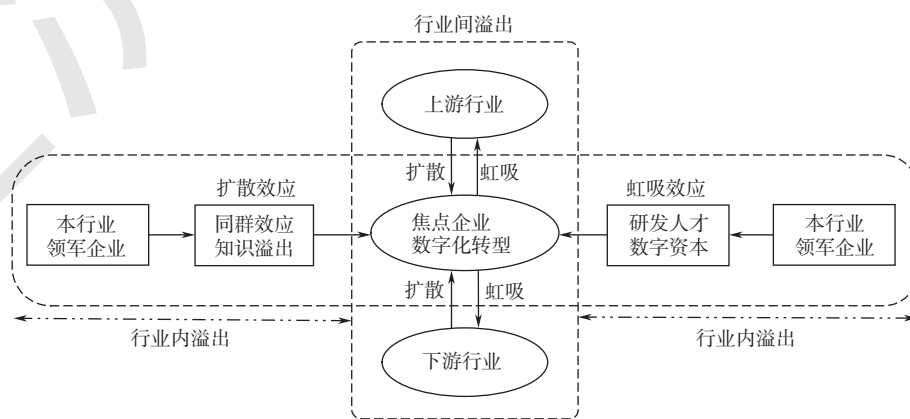 行业间溢出
上游行业
扩散
虹吸
扩散效应
虹吸效应
本行业
领军企业
同群效应
知识溢出
焦点企业
数字化转型
研发人才
数字资本
本行业
领军企业
扩散
虹吸
行业内溢出
行业内溢出
下游行业